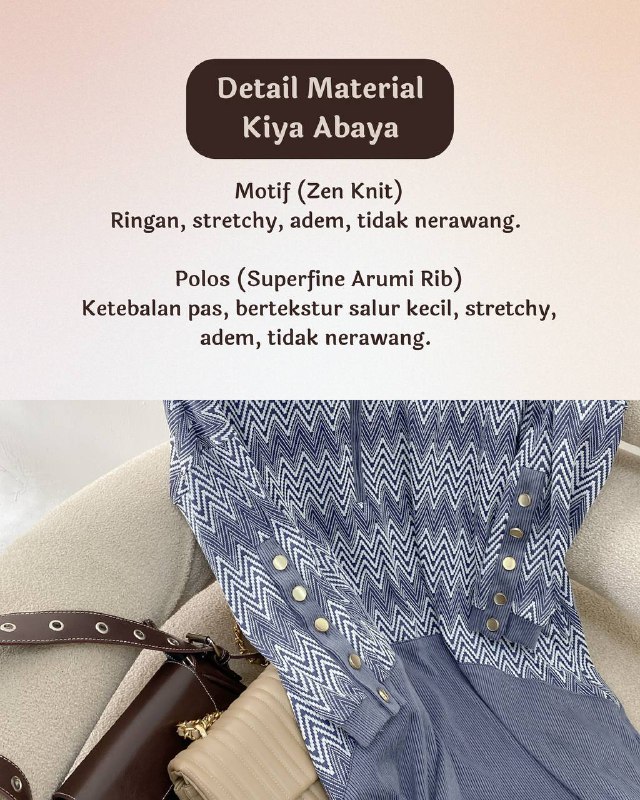 Detail Material
Kiya Abaya
Motif (Zen Knit)
Ringan, stretchy, adem, tidak nerawang.
Polos (Superfine Arumi Rib)
Ketebalan pas, bertekstur salur kecil, stretchy,
adem, tidak nerawang.